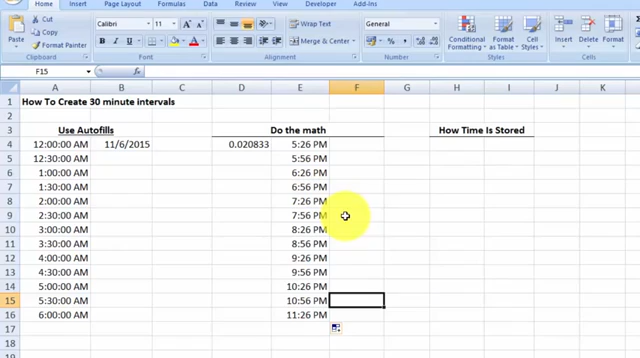 Home Insert Page Layout Formulas Data Review View Developer Add-Ins
Cut
Copy
Format Painter
Paste
Clipboard
Calibri 11
Font
Wrap Text
Merge & Center
Alignment
General
Number
Conditional Formatting Format as Table Cell Styles
Styles
Insert Delete Format
Cells
F15 fx
A B C D E F G H I J K
1 How To Create 30 minute intervals
2
3 Use Autofills Do the math How Time Is Stored
4 12:00:00 AM 11/6/2015 0.020833 5:26 PM
5 12:30:00 AM 5:56 PM
6 1:00:00 AM 6:26 PM
7 1:30:00 AM 6:56 PM
8 2:00:00 AM 7:26 PM
9 2:30:00 AM 7:56 PM
10 3:00:00 AM 8:26 PM
11 3:30:00 AM 8:56 PM
12 4:00:00 AM 9:26 PM
13 4:30:00 AM 9:56 PM
14 5:00:00 AM 10:26 PM
15 5:30:00 AM 10:56 PM
16 6:00:00 AM 11:26 PM
17
18